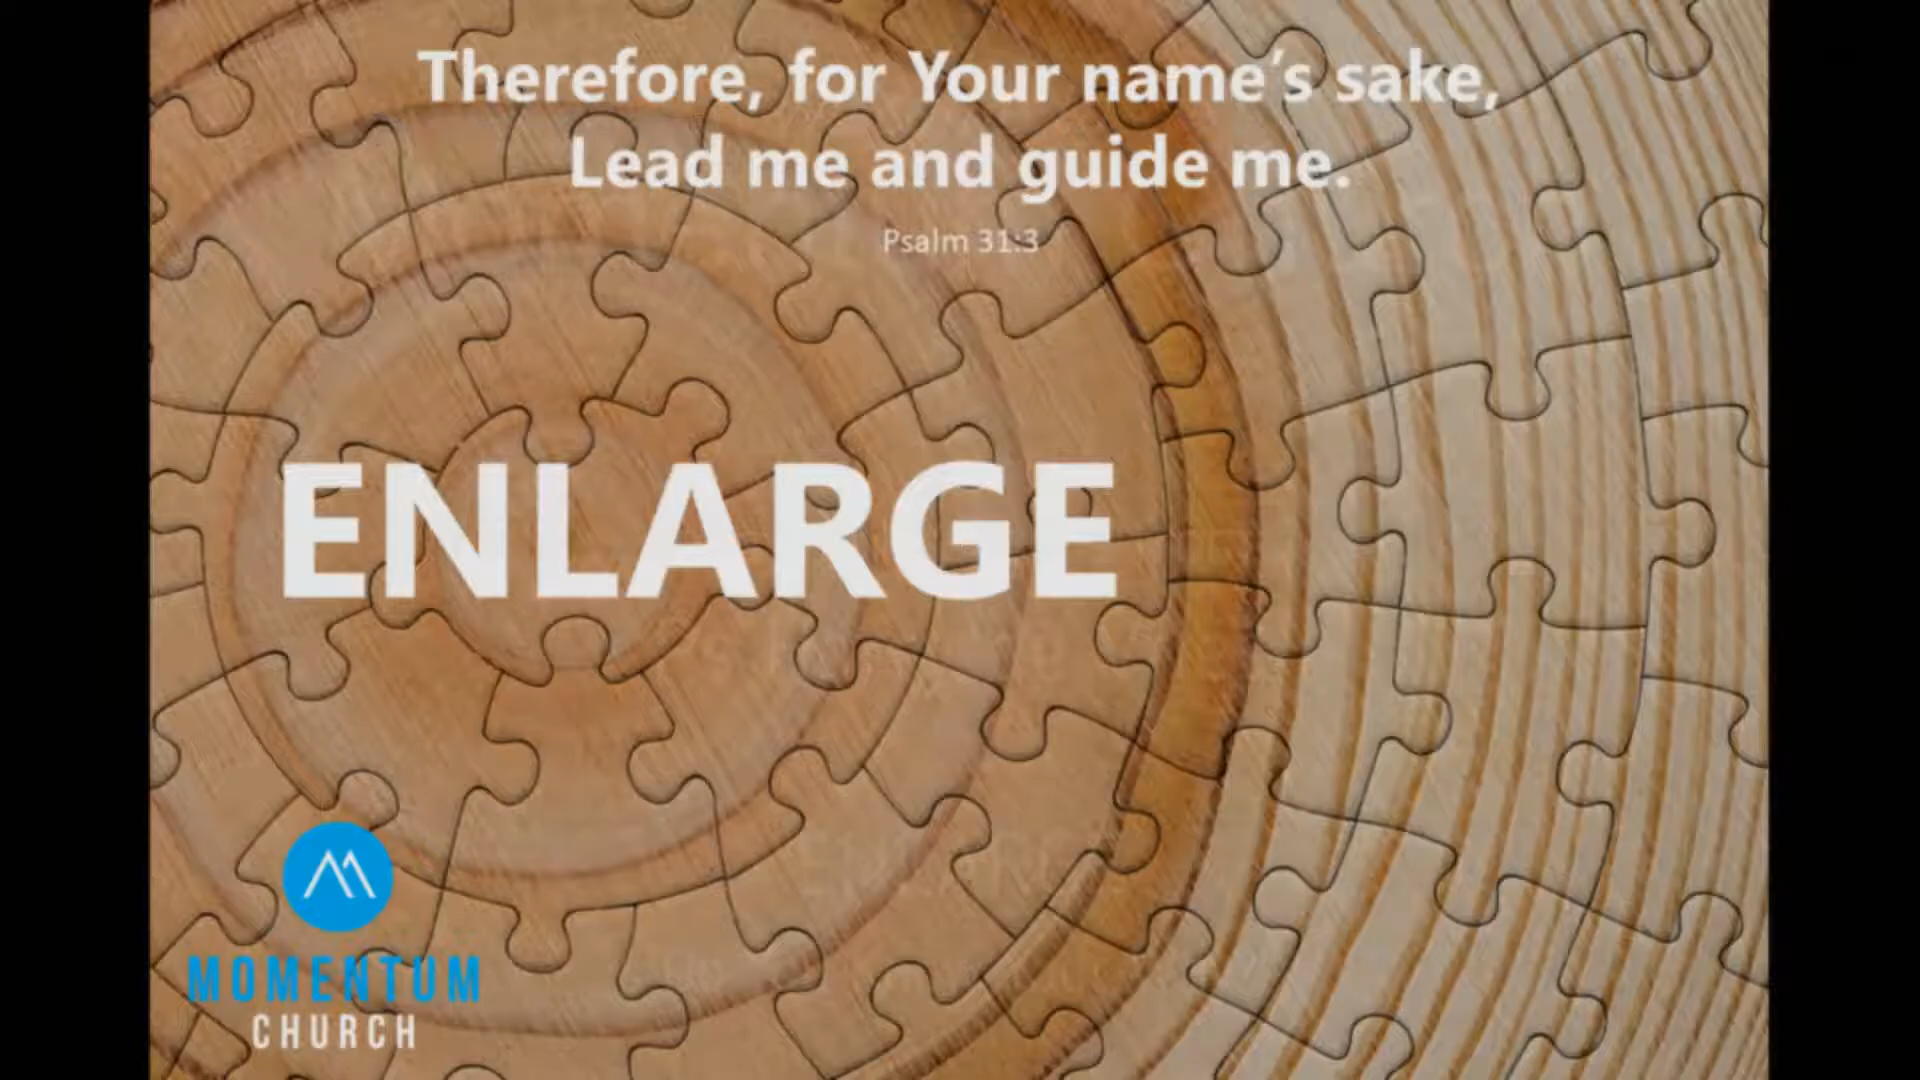 Therefore, for Your name's sake,
Lead me and guide me.
Psalm 31:3
ENLARGE
MOMENTUM
CHURCH